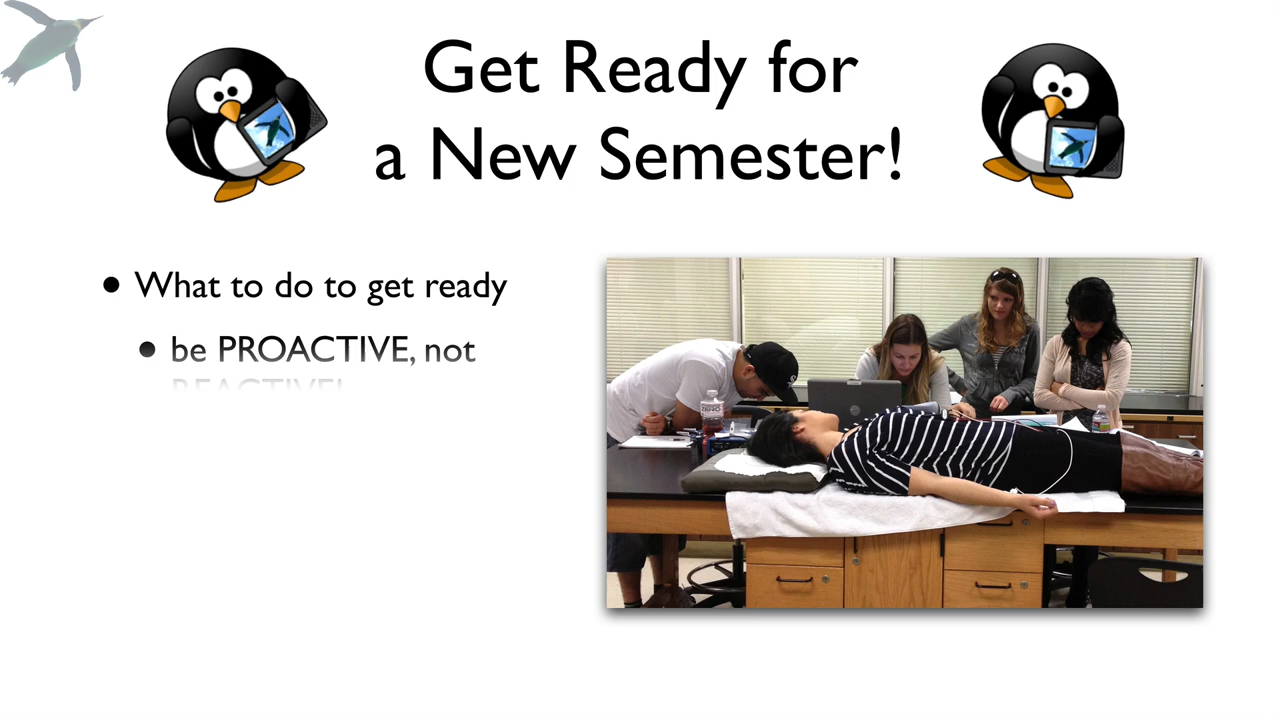 Get Ready for
a New Semester!
• What to do to get ready
• be PROACTIVE, not
REACTIVE!